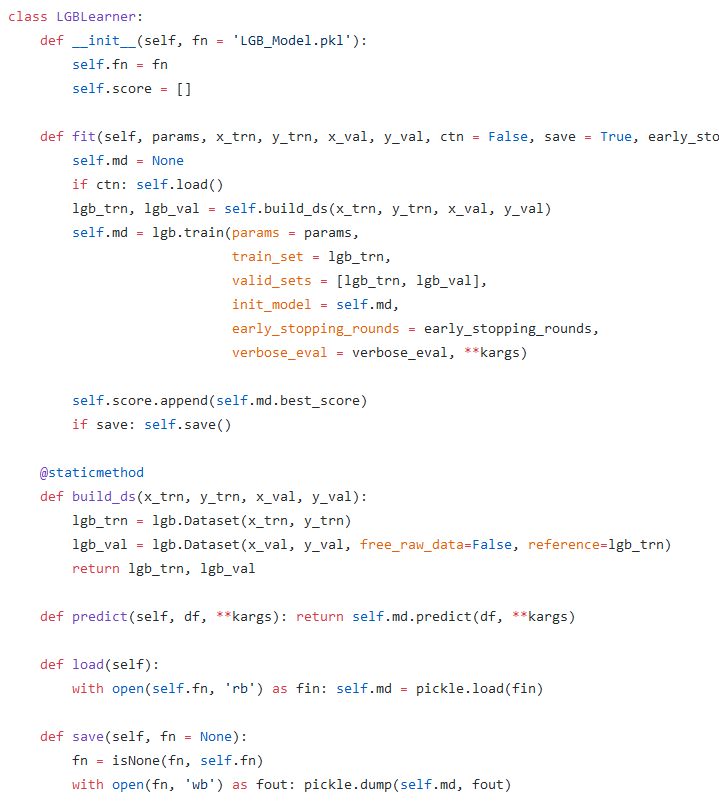 class LGBLearner:
    def __init__(self, fn = 'LGB_Model.pkl'):
        self.fn = fn
        self.score = []
    def fit(self, params, x_trn, y_trn, x_val, y_val, ctn = False, save = True, early_sto
        self.md = None
        if ctn: self.load()
        lgb_trn, lgb_val = self.build_ds(x_trn, y_trn, x_val, y_val)
        self.md = lgb.train(params = params,
                            train_set = lgb_trn,
                            valid_sets = [lgb_trn, lgb_val],
                            init_model = self.md,
                            early_stopping_rounds = early_stopping_rounds,
                            verbose_eval = verbose_eval, **kargs)
        self.score.append(self.md.best_score)
        if save: self.save()
    @staticmethod
    def build_ds(x_trn, y_trn, x_val, y_val):
        lgb_trn = lgb.Dataset(x_trn, y_trn)
        lgb_val = lgb.Dataset(x_val, y_val, free_raw_data=False, reference=lgb_trn)
        return lgb_trn, lgb_val
    def predict(self, df, **kargs): return self.md.predict(df, **kargs)
    def load(self):
        with open(self.fn, 'rb') as fin: self.md = pickle.load(fin)
    def save(self, fn = None):
        fn = isNone(fn, self.fn)
        with open(fn, 'wb') as fout: pickle.dump(self.md, fout)